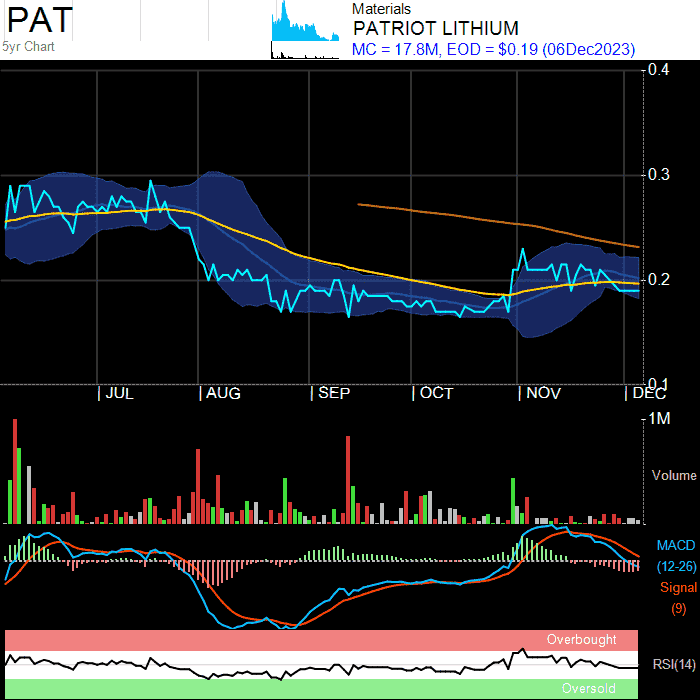 PAT
5yr Chart
Materials
PATRIOT LITHIUM
MC = 17.8M, EOD = $0.19 (06Dec2023)
0.4
0.3
0.2
0.1
| JUL | AUG | SEP | OCT | NOV | DEC
1M
Volume
MACD
(12-26)
Signal
(9)
Overbought
RSI(14)
Oversold